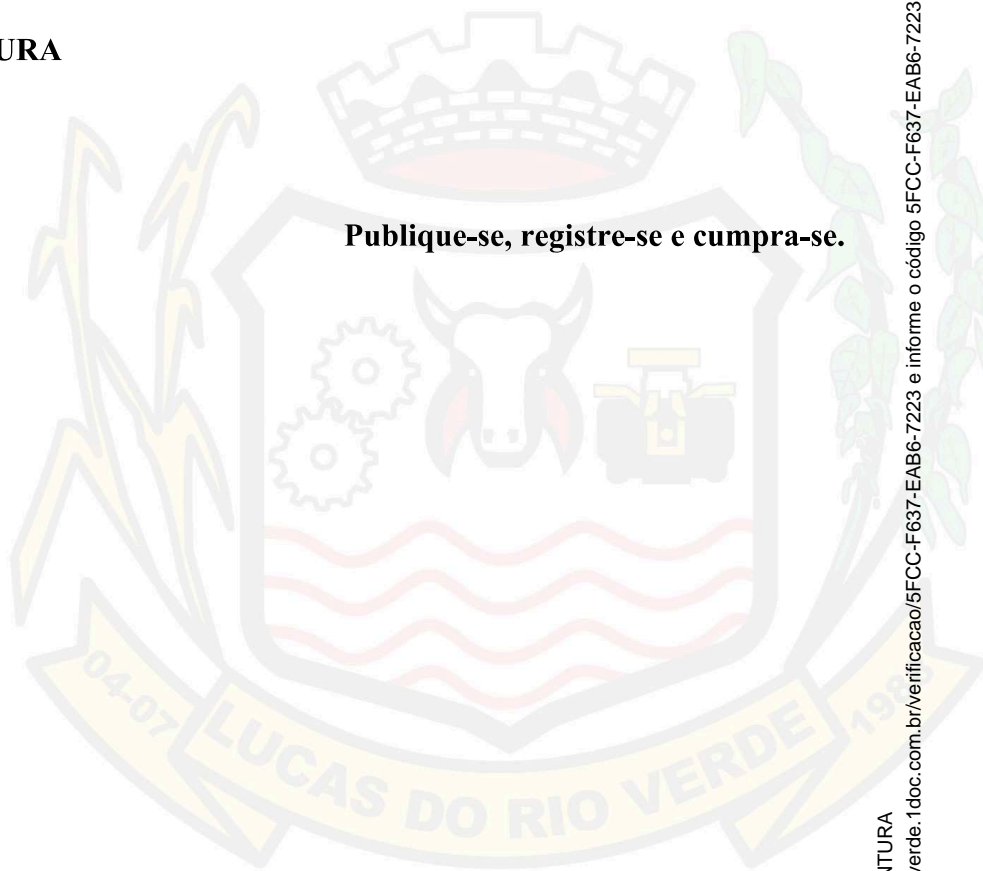 URA
Publique-se, registre-se e cumpra-se.
04-07
LUCAS DO RIO VERDE
1988
NTURA
verde.1doc.com.br/verificacao/5FCC-F637-EAB6-7223 e informe o código 5FCC-F637-EAB6-7223